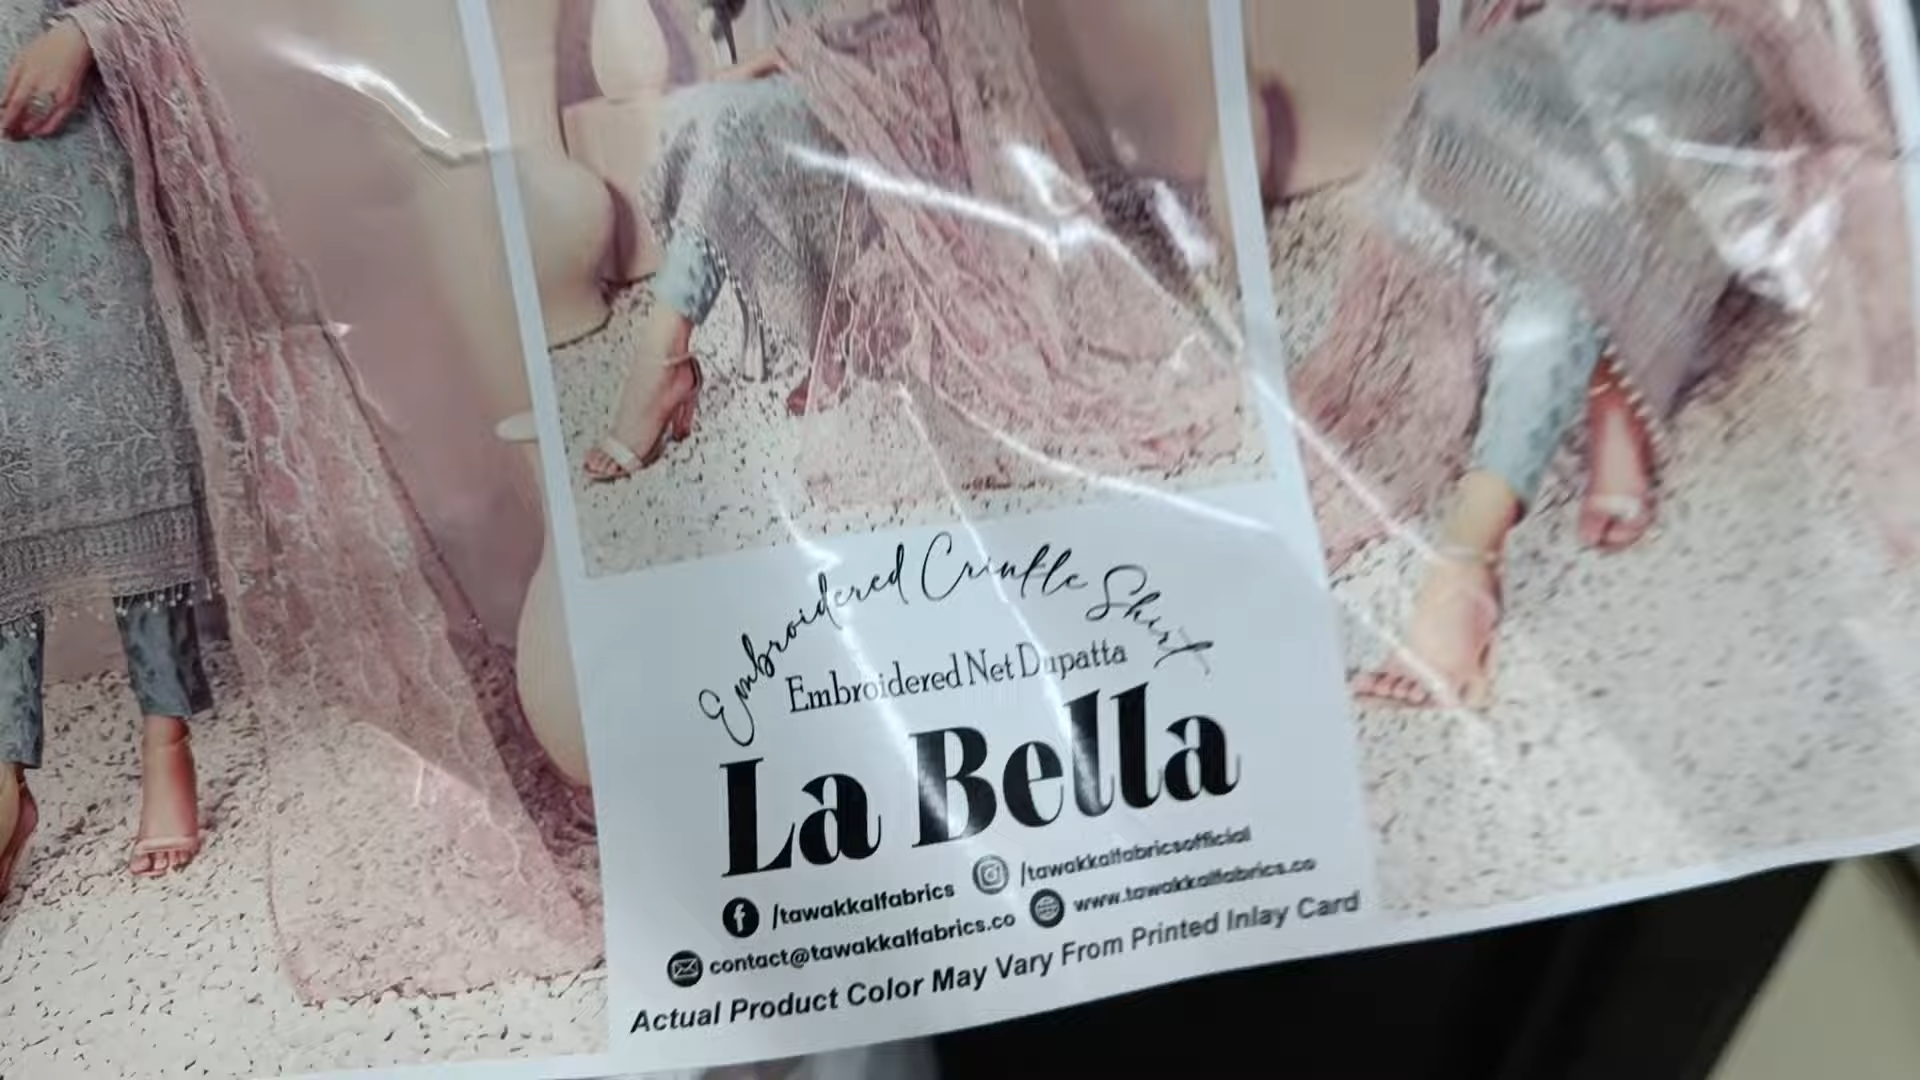 Embroidered Crinkle Shirt
Embroidered Net Dupatta
La Bella
/tawakkalfabrics
/tawakkalfabricsofficial
contact@tawakkalfabrics.co
www.tawakkalfabrics.co
Actual Product Color May Vary From Printed Inlay Card